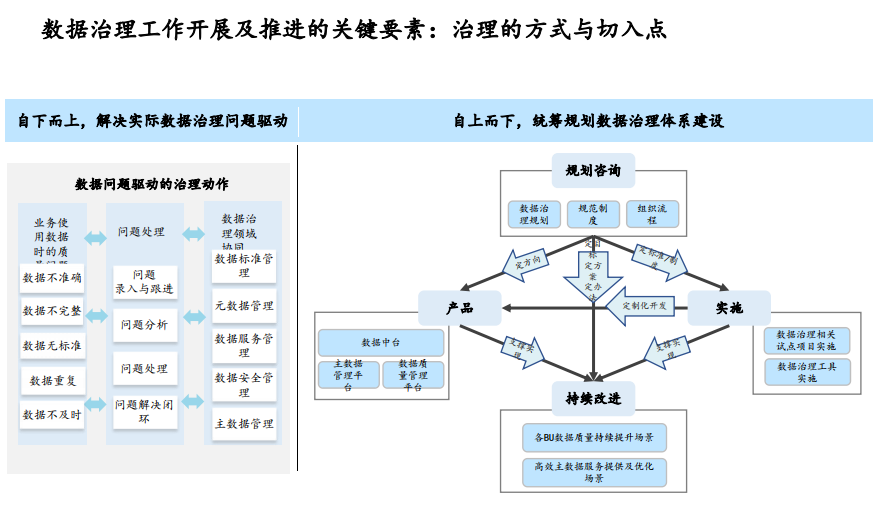 数据治理工作开展及推进的关键要素：治理的方式与切入点
自下而上，解决实际数据治理问题驱动
自上而下，统筹规划数据治理体系建设
数据问题驱动的治理动作
业务使
用数据
时的质
量问题
数据不准确
数据不完整
数据无标准
数据重复
数据不及时
问题处理
问题
录入与跟进
问题分析
问题处理
问题解决闭
环
数据治
理领域
协同
数据标准管
理
元数据管理
数据服务管
理
数据安全管
理
主数据管理
规划咨询
数据治
理规划
规范制
度
组织流
程
定方向
定目
标
定方
案
定办
法
定标准/制
度
产品
定制化开发
实施
数据中台
主数据
管理平
台
数据质
量管理
平台
支撑实
现
支撑实
现
数据治理相关
试点项目实施
数据治理工具
实施
持续改进
各BU数据质量持续提升场景
高效主数据服务提供及优化
场景